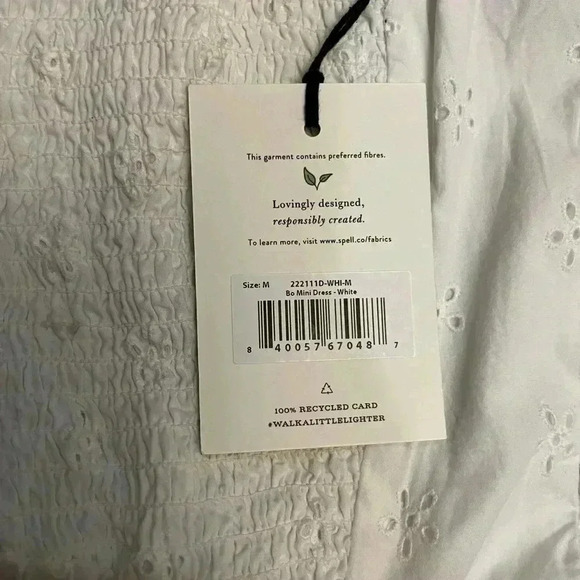 This garment contains preferred fibres.
Lovingly designed,
responsibly created.
To learn more, visit www.spell.co/fabrics
Size: M 222111D-WHI-M
Bo Mini Dress - White
8 40057 67048 7
100% RECYCLED CARD
#WALKALITTLELIGHTER